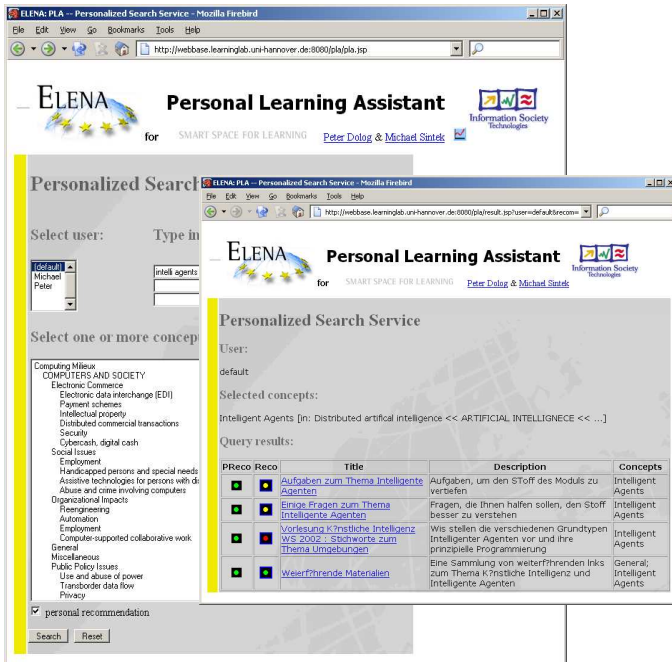 ELENA: PLA -- Personalized Search Service - Mozilla Firebird
File Edit View Go Bookmarks Tools Help
http://webbase.learninglab.uni-hannover.de:8080/pla/pla.jsp
ELENA
Personal Learning Assistant
for SMART SPACE FOR LEARNING Peter Dolog & Michael Sintek
Information Society
Technologies
Personalized Search
Select user: Type in
(default)
Michael
Peter
intelli agents
Select one or more concep
Computing Milieux
COMPUTERS AND SOCIETY
Electronic Commerce
Electronic data interchange (EDI)
Payment schemes
Intellectual property
Distributed commercial transactions
Security
Cybercash, digital cash
Social Issues
Employment
Handicapped persons and special needs
Assistive technologies for persons with dis
Abuse and crime involving computers
Organizational Impacts
Reengineering
Automation
Employment
Computer-supported collaborative work
General
Miscellaneous
Public Policy Issues
Use and abuse of power
Transborder data flow
Privacy
personal recommendation
Search Reset
ELENA: PLA -- Personalized Search Service - Mozilla Firebird
File Edit View Go Bookmarks Tools Help
http://webbase.learninglab.uni-hannover.de:8080/pla/result.jsp?user=default&recom=
ELENA
Personal Learning Assistant
for SMART SPACE FOR LEARNING Peter Dolog & Michael Sintek
Information Society
Technologies
Personalized Search Service
User:
default
Selected concepts:
Intelligent Agents [in: Distributed artifical intelligence << ARTIFICIAL INTELLIGNECE << ...]
Query results:
PReco Reco Title Description Concepts
Aufgaben zum Thema Intelligente Agenten Aufgaben, um den SToff des Moduls zu vertiefen Intelligent Agents
Einige Fragen zum Thema Intelligente Agenten Fragen, die Ihnen halfen sollen, den Stoff besser zu verstehen Intelligent Agents
Vorlesung K?nstliche Intelligenz WS 2002 : Stichworte zum Thema Umgebungen Wis stellen die verschiedenen Grundtypen Intelligenter Agenten vor und ihre prinzipielle Programmierung Intelligent Agents
Weierf?hrende Materialien Eine Sammlung von weiterf?hrenden lnks zum Thema K?nstliche Intelligenz und Intelligente Agenten General; Intelligent Agents